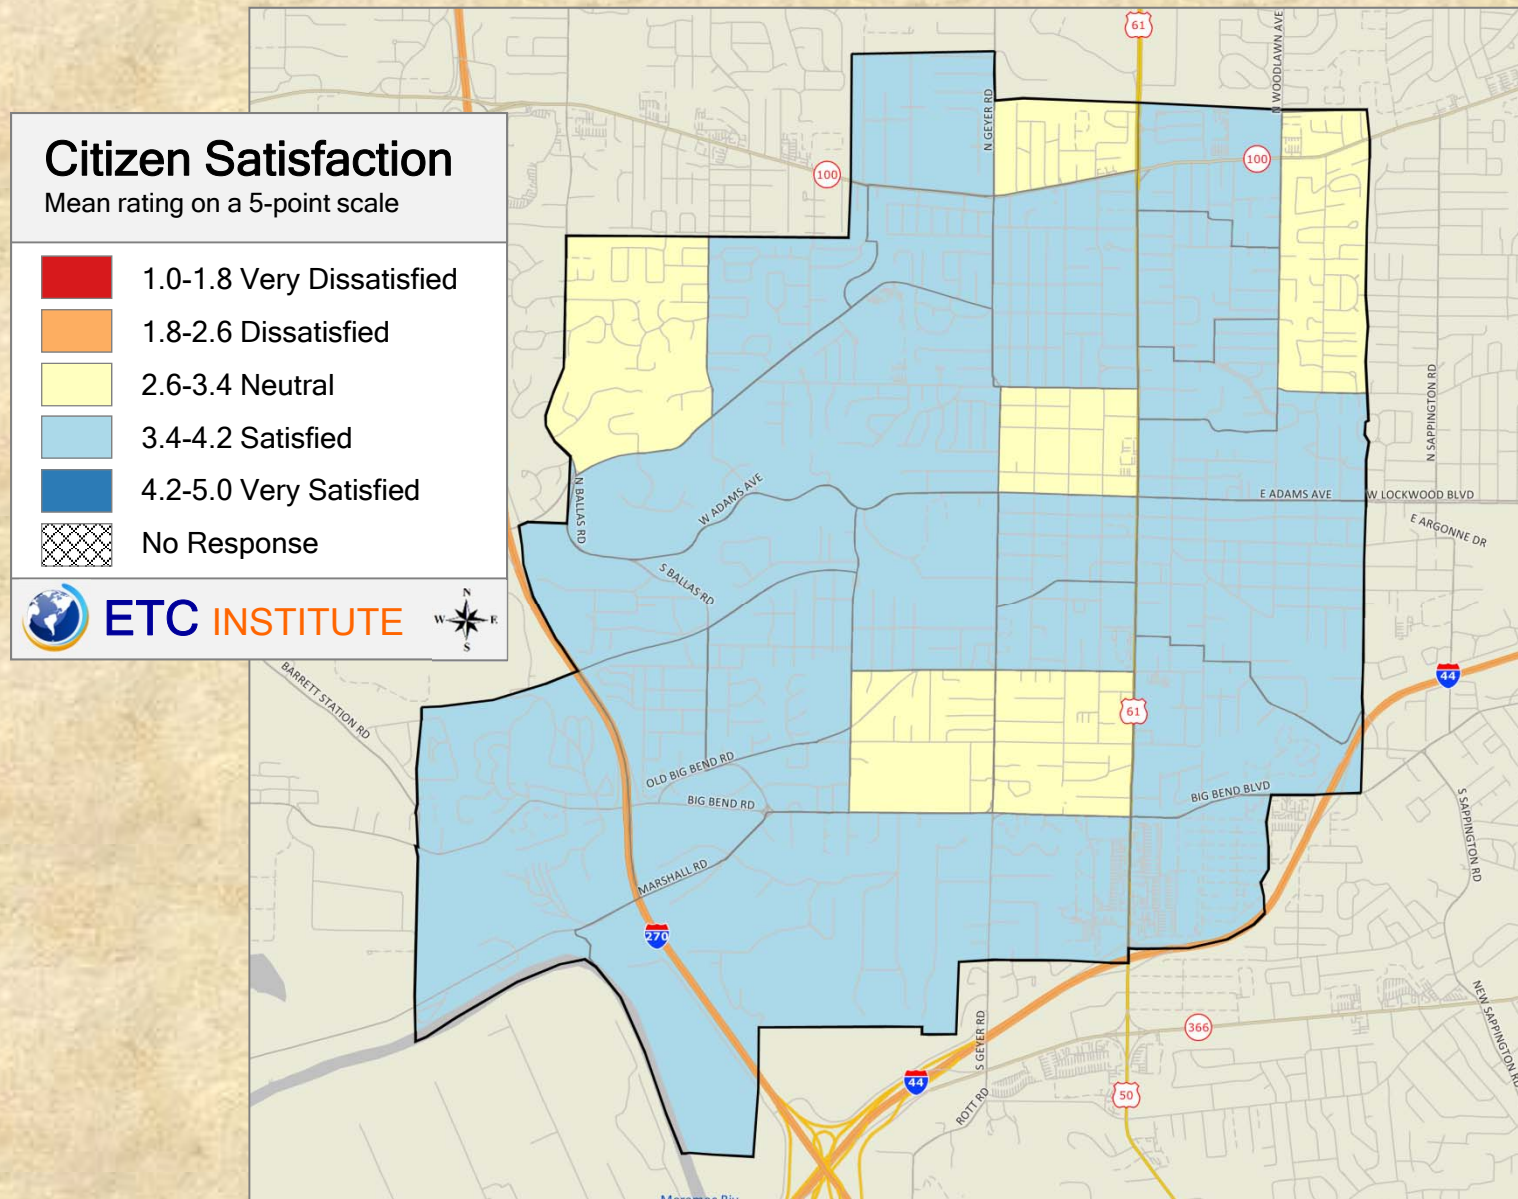 Citizen Satisfaction
Mean rating on a 5-point scale
1.0-1.8 Very Dissatisfied
1.8-2.6 Dissatisfied
2.6-3.4 Neutral
3.4-4.2 Satisfied
4.2-5.0 Very Satisfied
No Response
ETC INSTITUTE
N
W E
S
61
N WOODLAWN AVE
N GEYER RD
100
100
N SAPPINGTON RD
N BALLAS RD
W ADAMS AVE
E ADAMS AVE
W LOCKWOOD BLVD
E ARGONNE DR
S BALLAS RD
BARRETT STATION RD
44
61
OLD BIG BEND RD
BIG BEND RD
BIG BEND BLVD
S SAPPINGTON RD
MARSHALL RD
270
NEW SAPPINGTON RD
S GEYER RD
366
44
50
ROTT RD